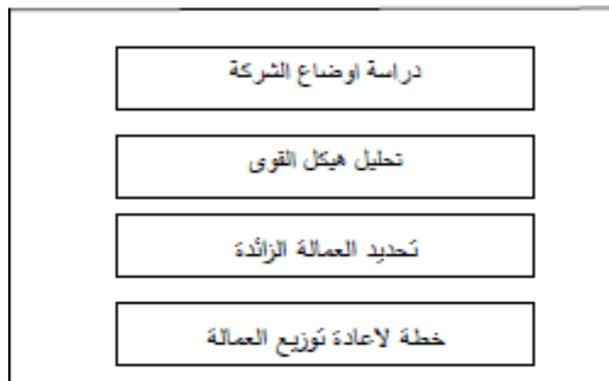 دراسة اوضاع الشركة
تحليل هيكل القوى
تحديد العمالة الزائدة
خطة لاعادة توزيع العمالة